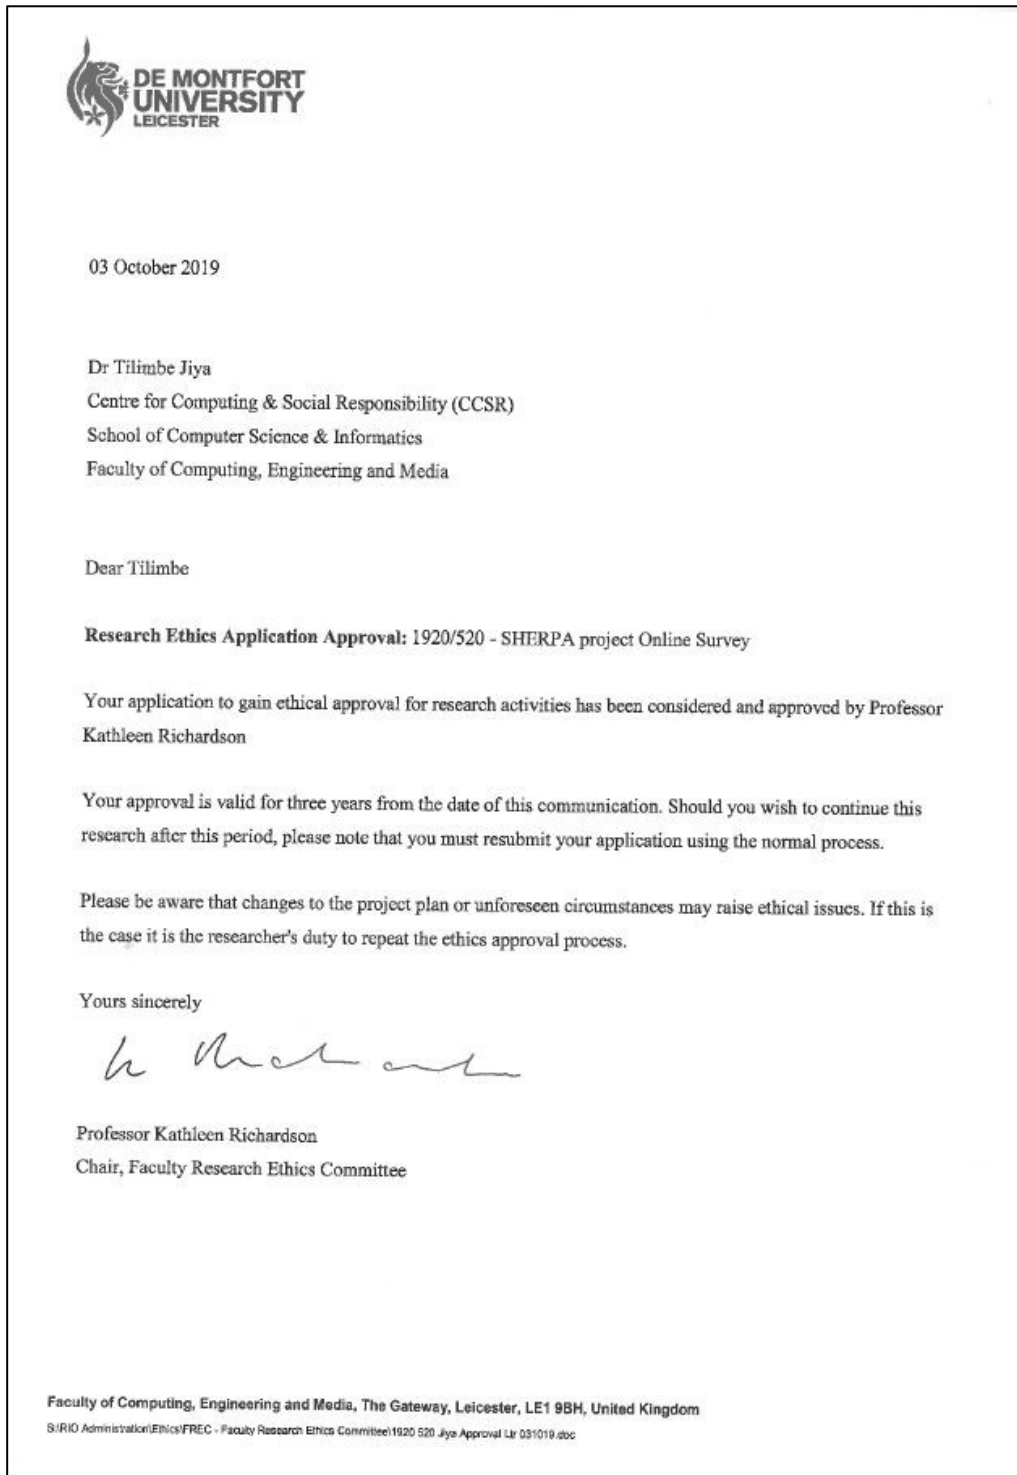 DE MONTFORT
UNIVERSITY
LEICESTER
03 October 2019
Dr Tilimbe Jiya
Centre for Computing & Social Responsibility (CCSR)
School of Computer Science & Informatics
Faculty of Computing, Engineering and Media
Dear Tilimbe
Research Ethics Application Approval: 1920/520 - SHERPA project Online Survey
Your application to gain ethical approval for research activities has been considered and approved by Professor
Kathleen Richardson
Your approval is valid for three years from the date of this communication. Should you wish to continue this
research after this period, please note that you must resubmit your application using the normal process.
Please be aware that changes to the project plan or unforeseen circumstances may raise ethical issues. If this is
the case it is the researcher's duty to repeat the ethics approval process.
Yours sincerely
Professor Kathleen Richardson
Chair, Faculty Research Ethics Committee
Faculty of Computing, Engineering and Media, The Gateway, Leicester, LE1 9BH, United Kingdom
S:\RIO Administration\Ethics\FREC - Faculty Research Ethics Committee\1920 520 Jiya Approval Ltr 031019.doc